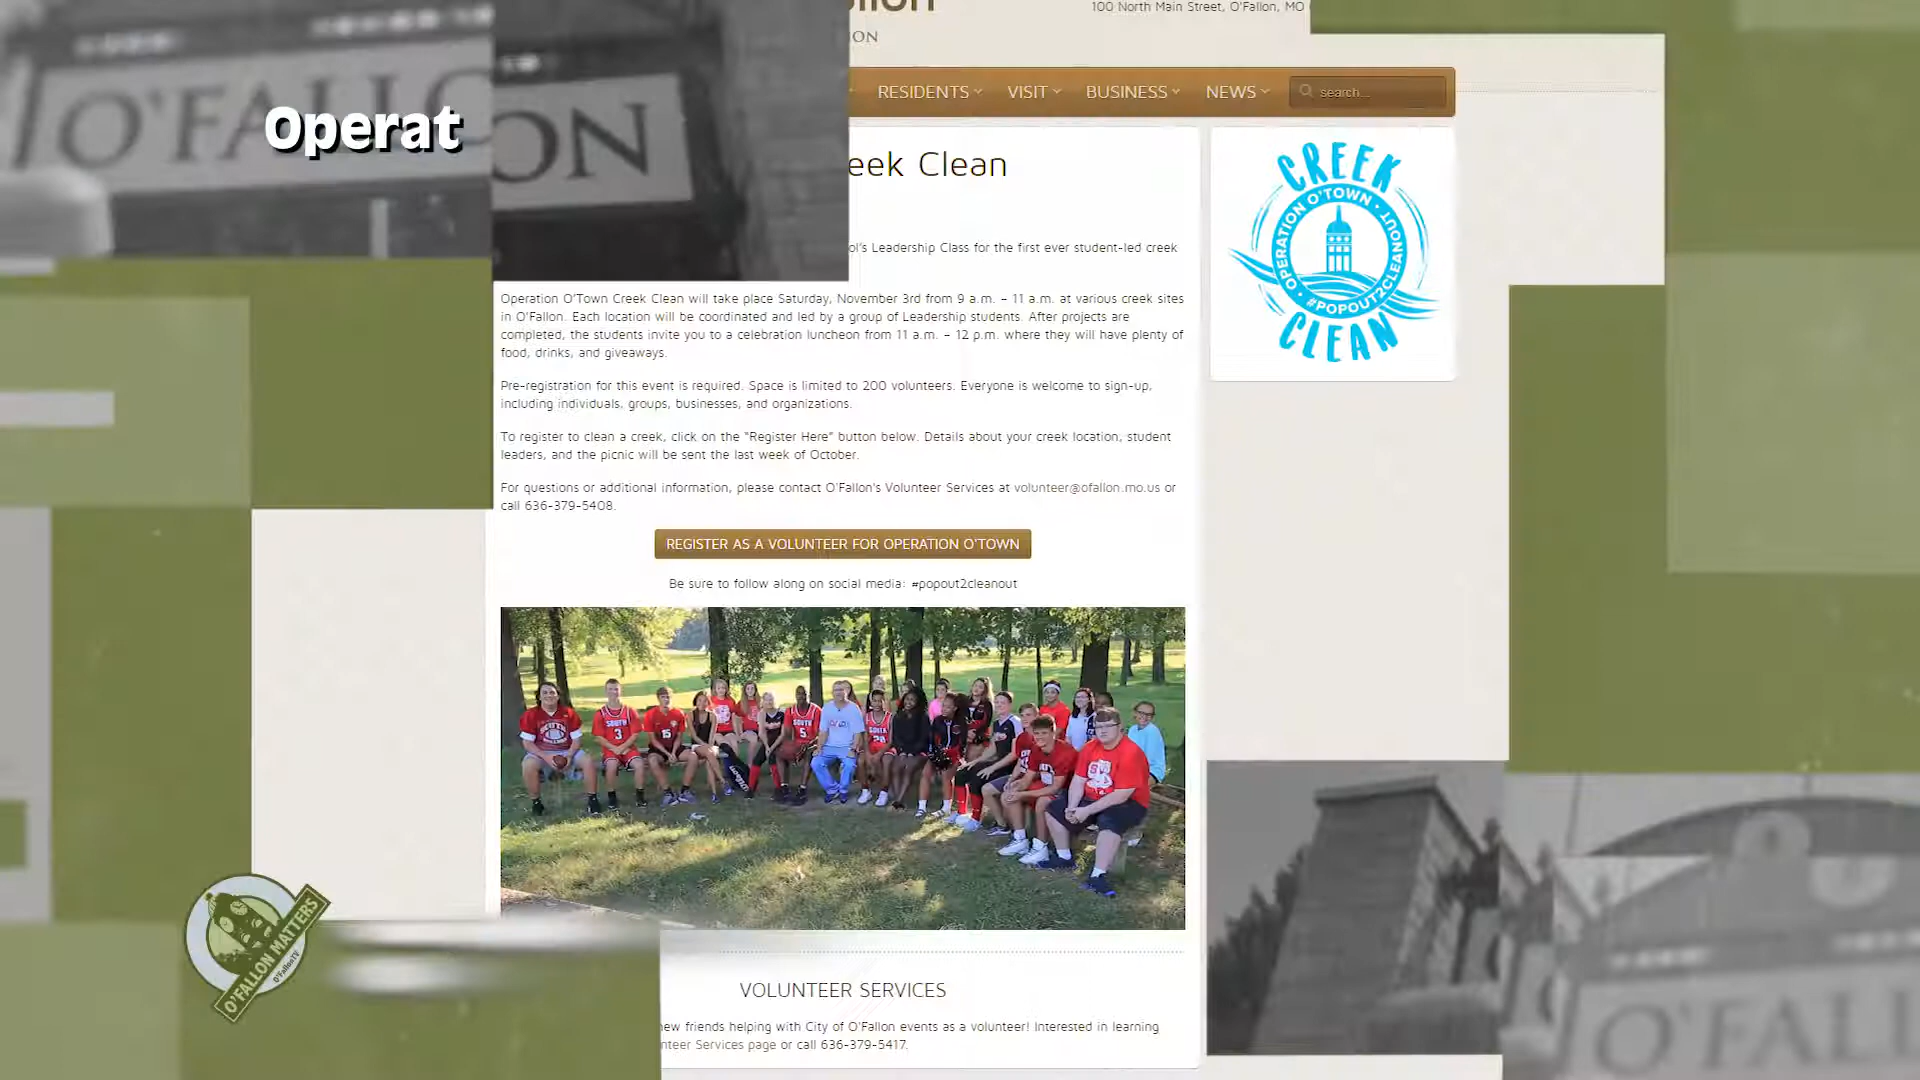 O'FALLON
Operat
ON
100 North Main Street, O'Fallon, MO
RESIDENTS VISIT BUSINESS NEWS search...
eek Clean
ol's Leadership Class for the first ever student-led creek
Operation O'Town Creek Clean will take place Saturday, November 3rd from 9 a.m. – 11 a.m. at various creek sites
in O'Fallon. Each location will be coordinated and led by a group of Leadership students. After projects are
completed, the students invite you to a celebration luncheon from 11 a.m. – 12 p.m. where they will have plenty of
food, drinks, and giveaways.
Pre-registration for this event is required. Space is limited to 200 volunteers. Everyone is welcome to sign-up,
including individuals, groups, businesses, and organizations.
To register to clean a creek, click on the "Register Here" button below. Details about your creek location, student
leaders, and the picnic will be sent the last week of October.
For questions or additional information, please contact O'Fallon's Volunteer Services at volunteer@ofallon.mo.us or
call 636-379-5408.
REGISTER AS A VOLUNTEER FOR OPERATION O'TOWN
Be sure to follow along on social media: #popout2cleanout
CREEK
OPERATION O'TOWN • #POPOUT2CLEANOUT •
CLEAN
SOUTH
3
15
SOUTH
5
VOLUNTEER SERVICES
ew friends helping with City of O'Fallon events as a volunteer! Interested in learning
nteer Services page or call 636-379-5417.
O'FALLON MATTERS
O'FallonTV
O'FALL